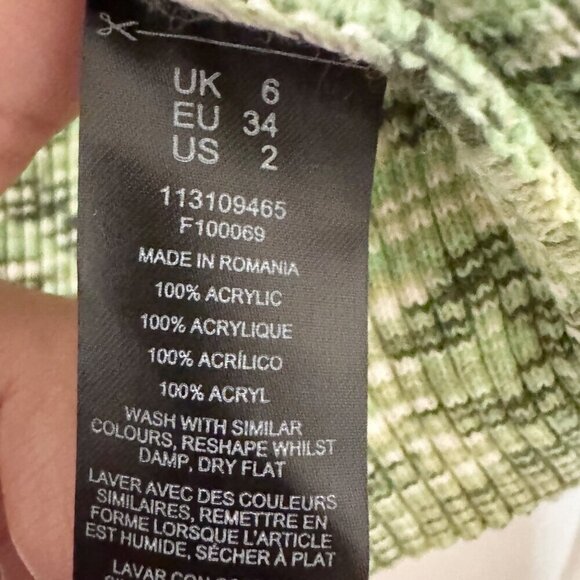 UK 6
EU 34
US 2
113109465
F100069
MADE IN ROMANIA
100% ACRYLIC
100% ACRYLIQUE
100% ACRÍLICO
100% ACRYL
WASH WITH SIMILAR
COLOURS, RESHAPE WHILST
DAMP, DRY FLAT
LAVER AVEC DES COULEURS
SIMILAIRES, REMETTRE EN
FORME LORSQUE L'ARTICLE
EST HUMIDE, SÉCHER À PLAT
LAVAR